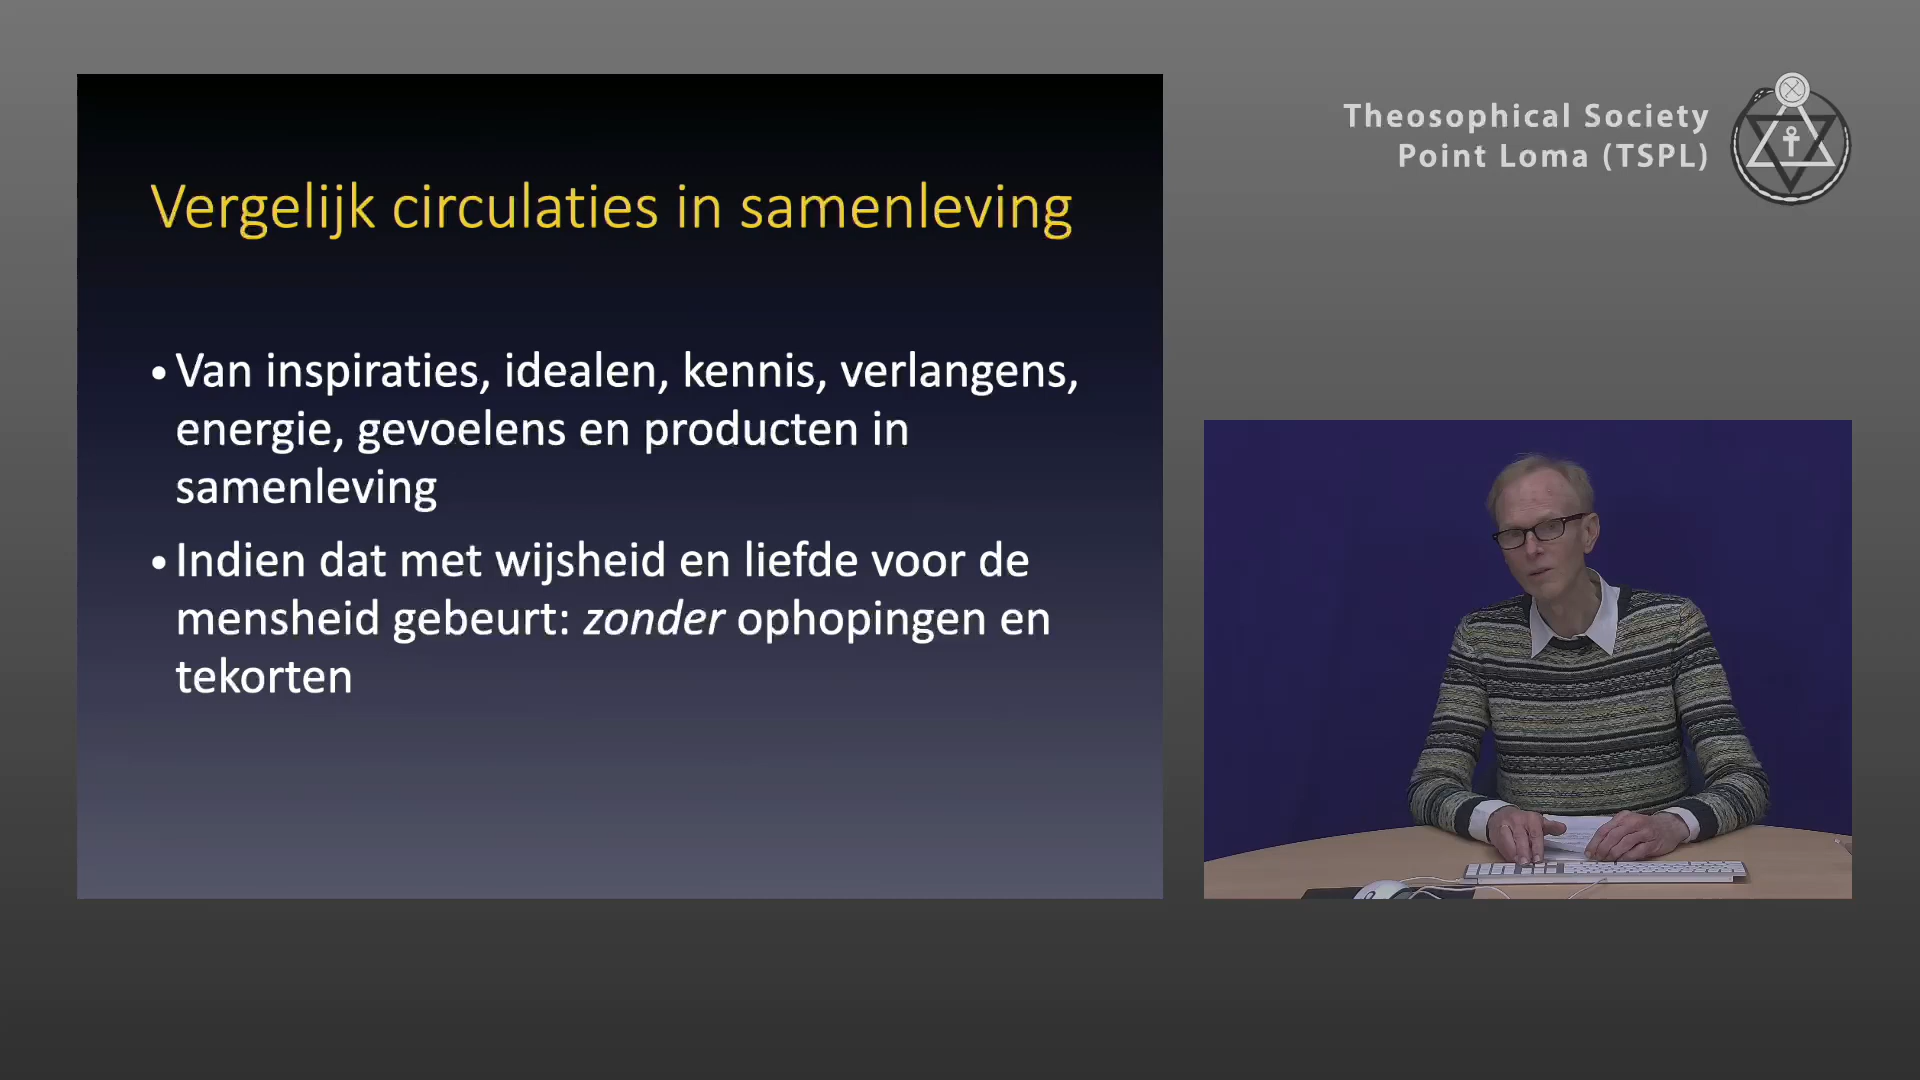 Theosophical Society
Point Loma (TSPL)
Vergelijk circulaties in samenleving
• Van inspiraties, idealen, kennis, verlangens,
energie, gevoelens en producten in
samenleving
• Indien dat met wijsheid en liefde voor de
mensheid gebeurt: zonder ophopingen en
tekorten